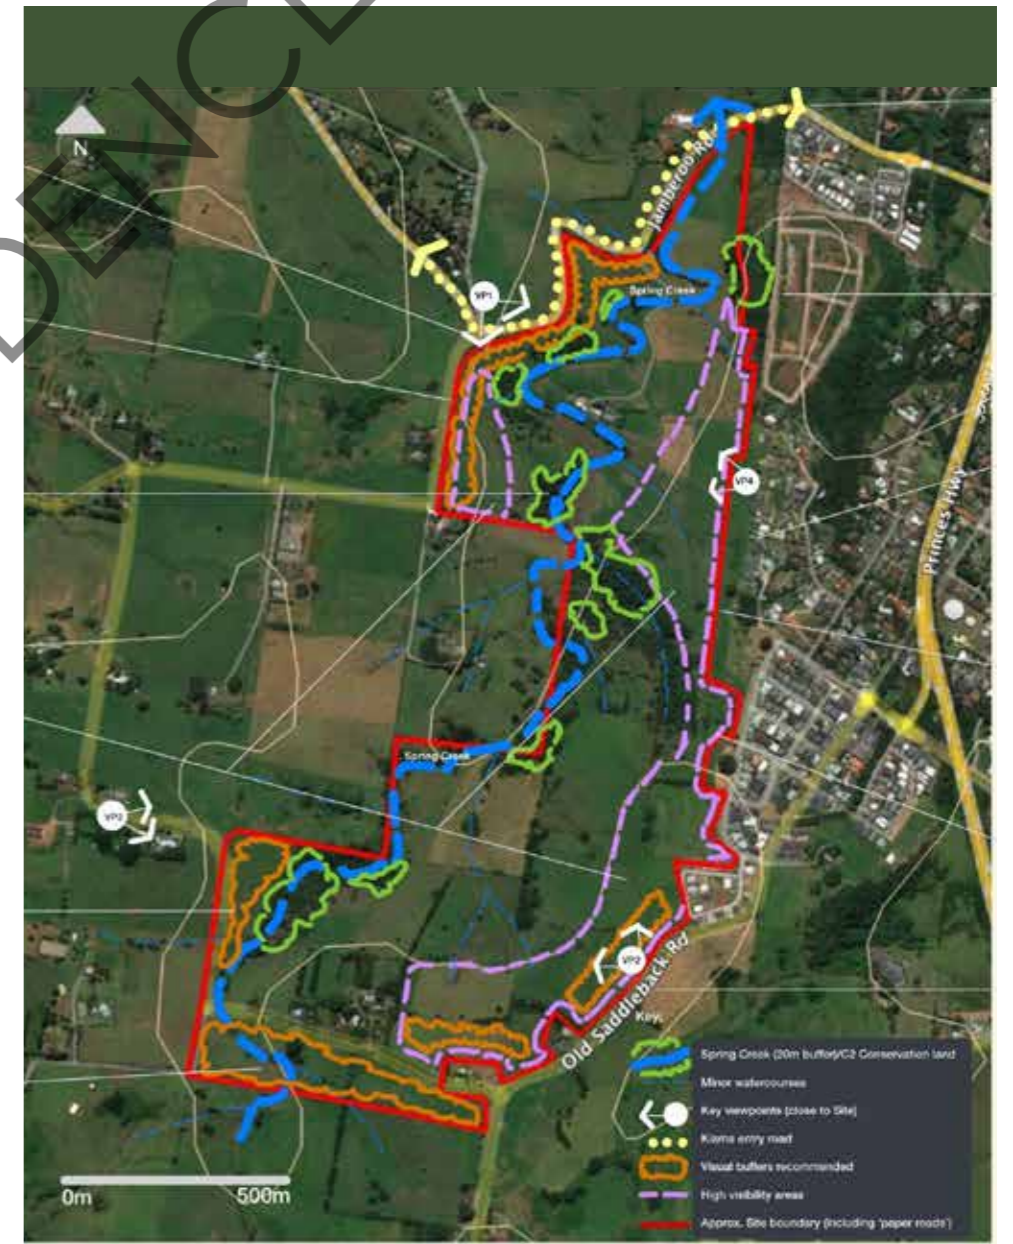 DENCE
N
Jamberoo Rd
VP1
Spring Creek
VP4
Princes Hwy
Spring Creek
VP3
VP2
Old Saddleback Rd
Key:
Spring Creek (20m buffer)/C2 Conservation land
Minor watercourses
Key viewpoints (close to Site)
Kiama entry road
Visual buffers recommended
High visibility areas
Approx. Site boundary (including 'paper roads')
0m
500m